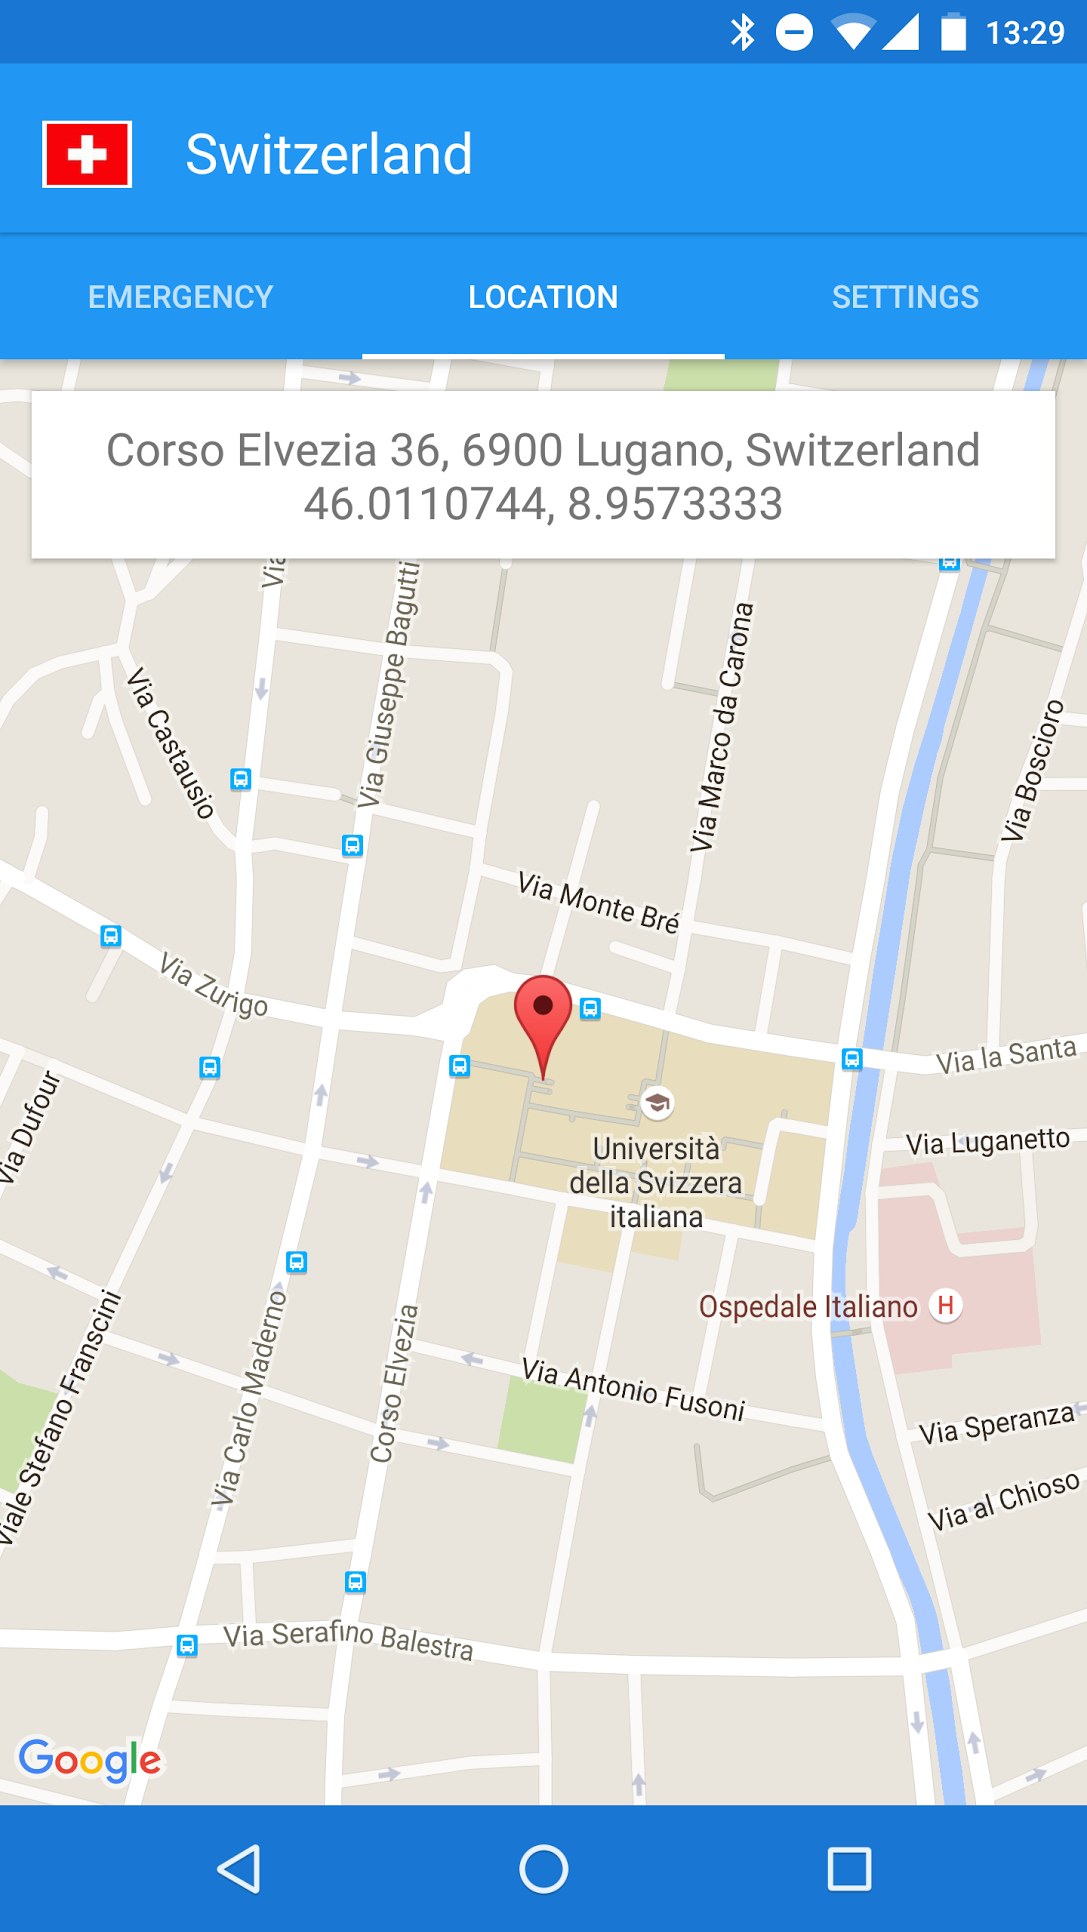 13:29
Switzerland
EMERGENCY
LOCATION
SETTINGS
Corso Elvezia 36, 6900 Lugano, Switzerland
46.0110744, 8.9573333
Via
Via Giuseppe Bagutti
Via Marco da Carona
Via Castausio
Via Boscioro
Via Monte Bré
Via Zurigo
Via la Santa
Via Dufour
Via Luganetto
Università
della Svizzera
italiana
Ospedale Italiano
H
Viale Stefano Franscini
Via Carlo Maderno
Corso Elvezia
Via Antonio Fusoni
Via Speranza
Via al Chioso
Via Serafino Balestra
Google